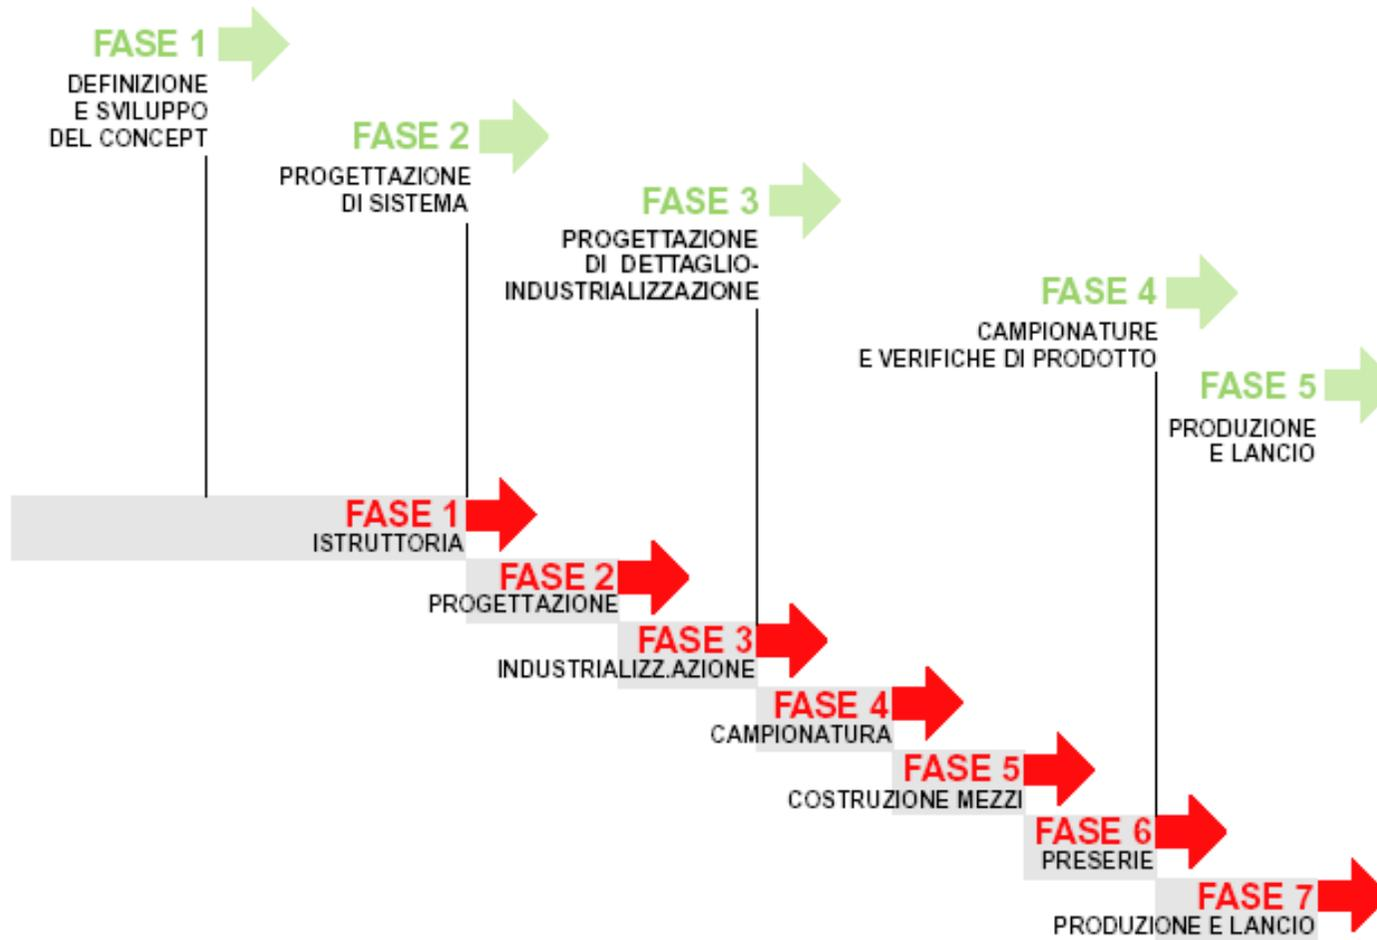 FASE 1
DEFINIZIONE
E SVILUPPO
DEL CONCEPT
FASE 2
PROGETTAZIONE
DI SISTEMA
FASE 3
PROGETTAZIONE
DI DETTAGLIO-
INDUSTRIALIZZAZIONE
FASE 4
CAMPIONATURE
E VERIFICHE DI PRODOTTO
FASE 5
PRODUZIONE
E LANCIO
FASE 1
ISTRUTTORIA
FASE 2
PROGETTAZIONE
FASE 3
INDUSTRIALIZZ.AZIONE
FASE 4
CAMPIONATURA
FASE 5
COSTRUZIONE MEZZI
FASE 6
PRESERIE
FASE 7
PRODUZIONE E LANCIO